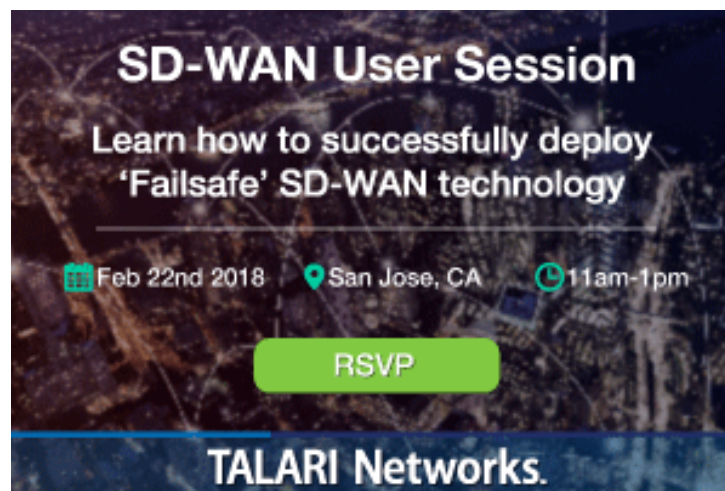 SD-WAN User Session
Learn how to successfully deploy
‘Failsafe’ SD-WAN technology
Feb 22nd 2018 San Jose, CA 11am-1pm
RSVP
TALARI Networks.